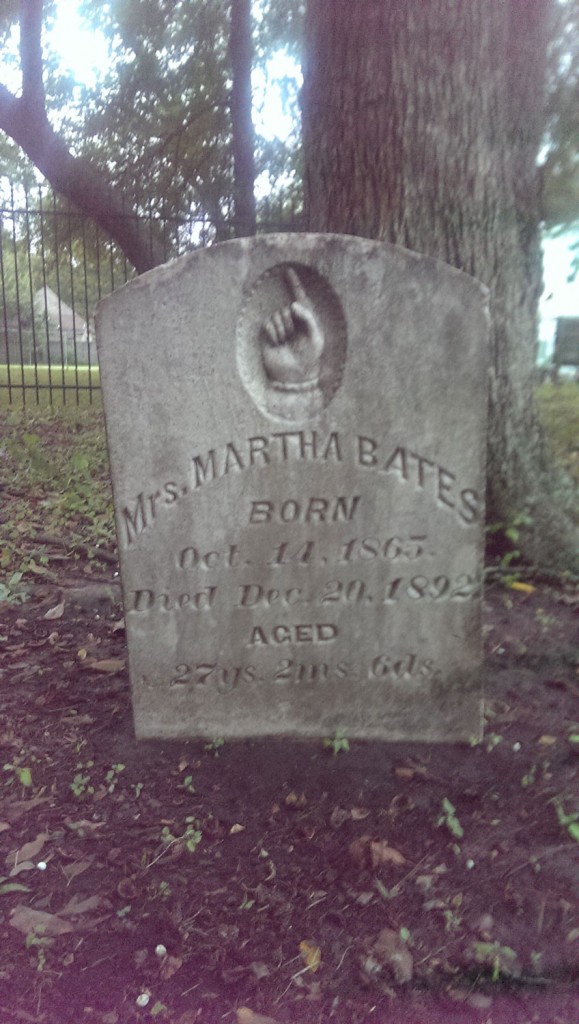 Mrs. MARTHA BATES
BORN
Oct. 14, 1865.
Died Dec. 20, 1892.
AGED
27ys. 2ms. 6ds.